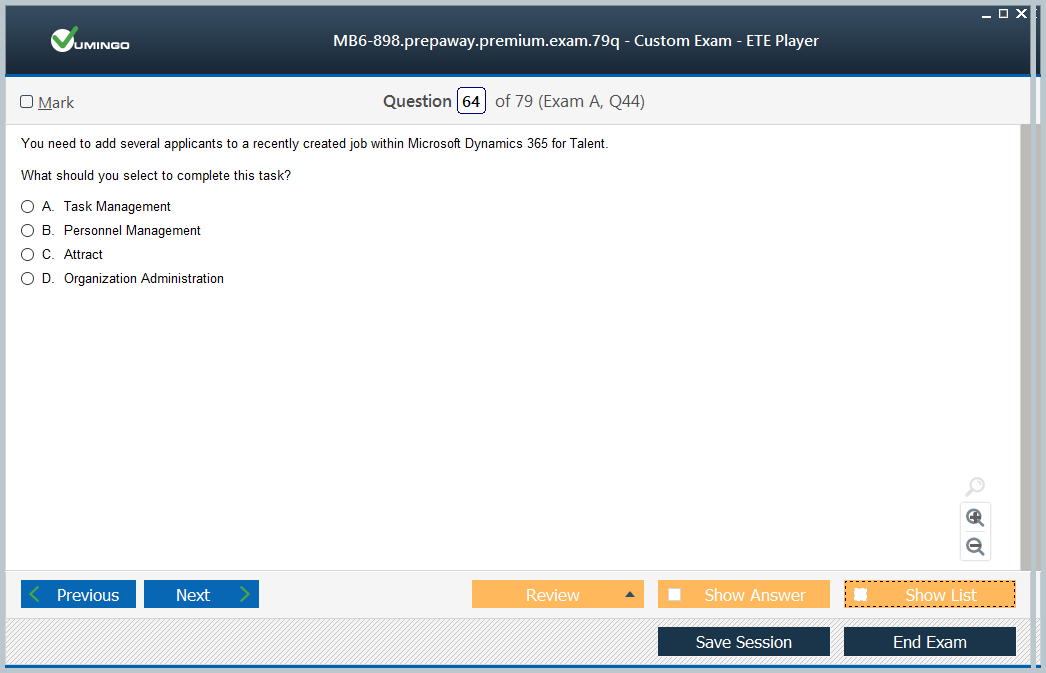 VUMINGO
MB6-898.prepaway.premium.exam.79q - Custom Exam - ETE Player
Mark
Question 64 of 79 (Exam A, Q44)
You need to add several applicants to a recently created job within Microsoft Dynamics 365 for Talent.
What should you select to complete this task?
A. Task Management
B. Personnel Management
C. Attract
D. Organization Administration
Previous
Next
Review
Show Answer
Show List
Save Session
End Exam